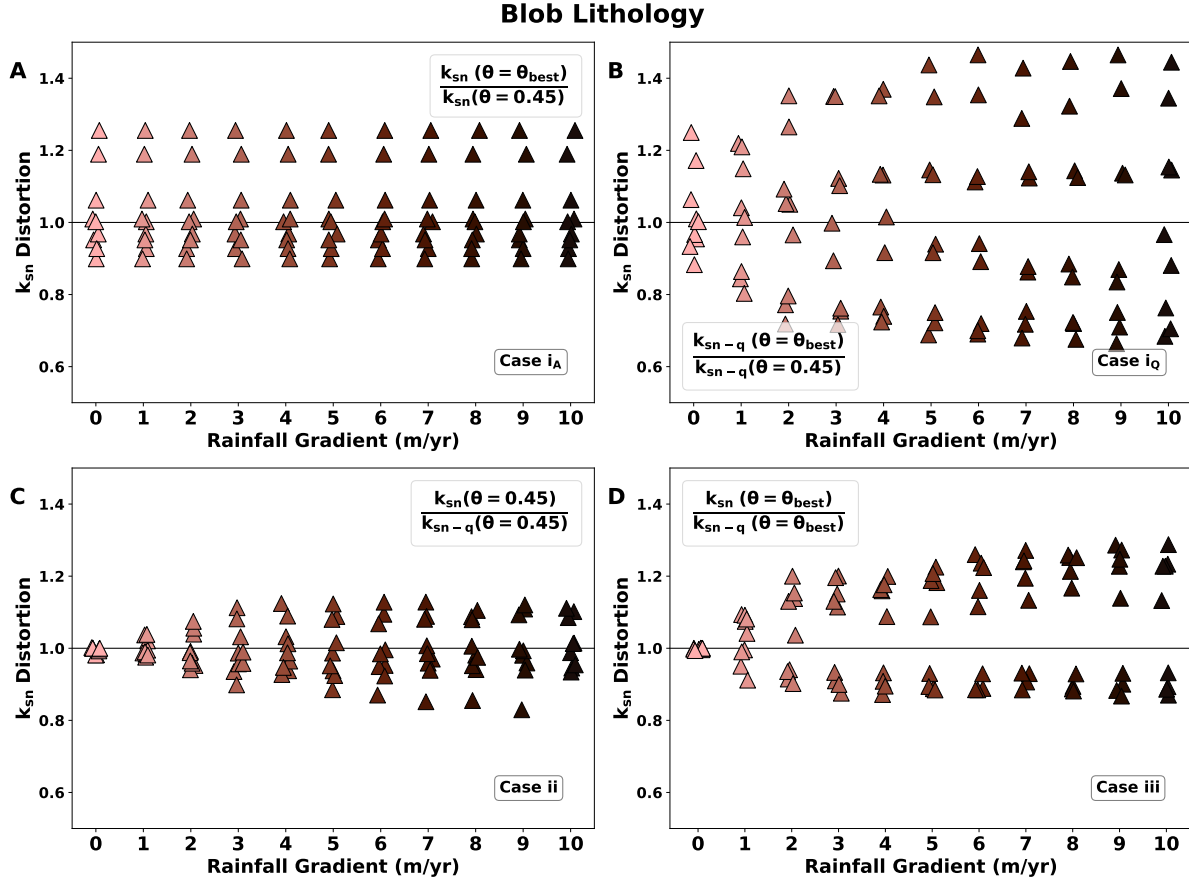 Blob Lithology
A
k_sn (θ = θ_best)
k_sn(θ = 0.45)
1.4
1.2
1.0
0.8
0.6
k_sn Distortion
Case i_A
0 1 2 3 4 5 6 7 8 9 10
Rainfall Gradient (m/yr)
B
1.4
1.2
1.0
0.8
0.6
k_sn Distortion
k_sn−q (θ = θ_best)
k_sn−q(θ = 0.45)
Case i_Q
0 1 2 3 4 5 6 7 8 9 10
Rainfall Gradient (m/yr)
C
k_sn(θ = 0.45)
k_sn−q(θ = 0.45)
1.4
1.2
1.0
0.8
0.6
k_sn Distortion
Case ii
0 1 2 3 4 5 6 7 8 9 10
Rainfall Gradient (m/yr)
D
k_sn (θ = θ_best)
k_sn−q (θ = θ_best)
1.4
1.2
1.0
0.8
0.6
k_sn Distortion
Case iii
0 1 2 3 4 5 6 7 8 9 10
Rainfall Gradient (m/yr)